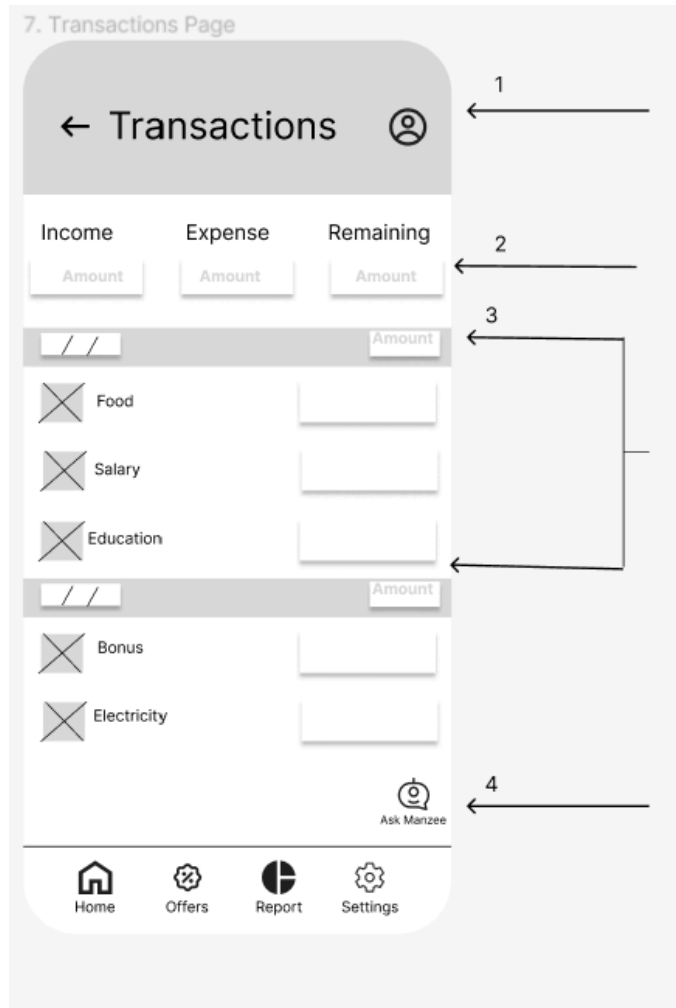 7. Transactions Page
1
← Transactions
Income Expense Remaining
2
Amount Amount Amount
3
/ / Amount
Food
Salary
Education
/ / Amount
Bonus
Electricity
4
Ask Manzee
Home Offers Report Settings